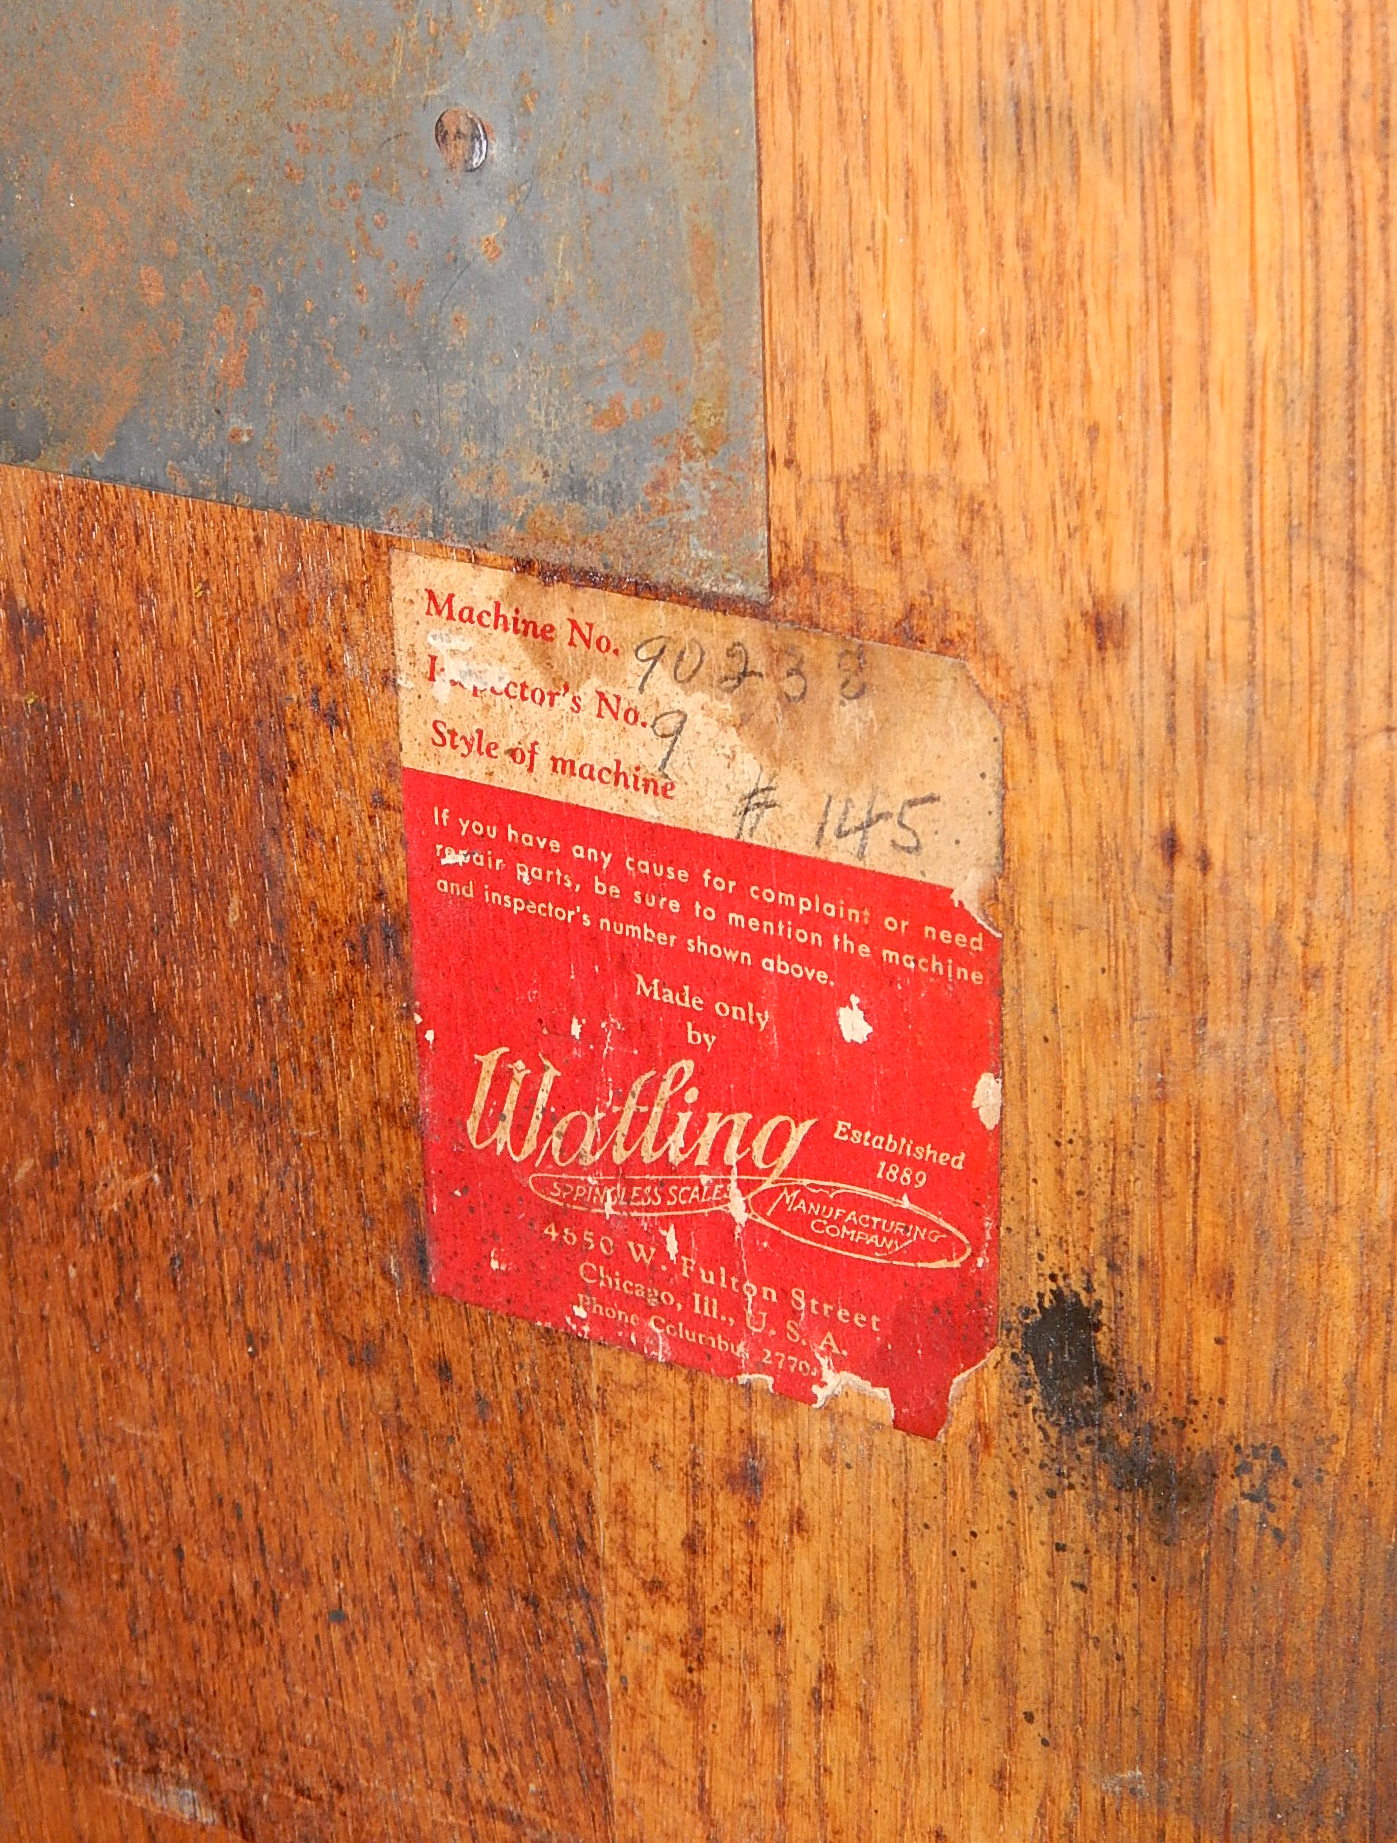 Machine No. 90238
Inspector's No. 9
Style of machine # 145
If you have any cause for complaint or need
repair parts, be sure to mention the machine
and inspector's number shown above.
Made only
by
Watling
Established
1889
SPRINGLESS SCALES
MANUFACTURING
COMPANY
4650 W. Fulton Street
Chicago, Ill., U. S. A.
Phone Columbus 2770